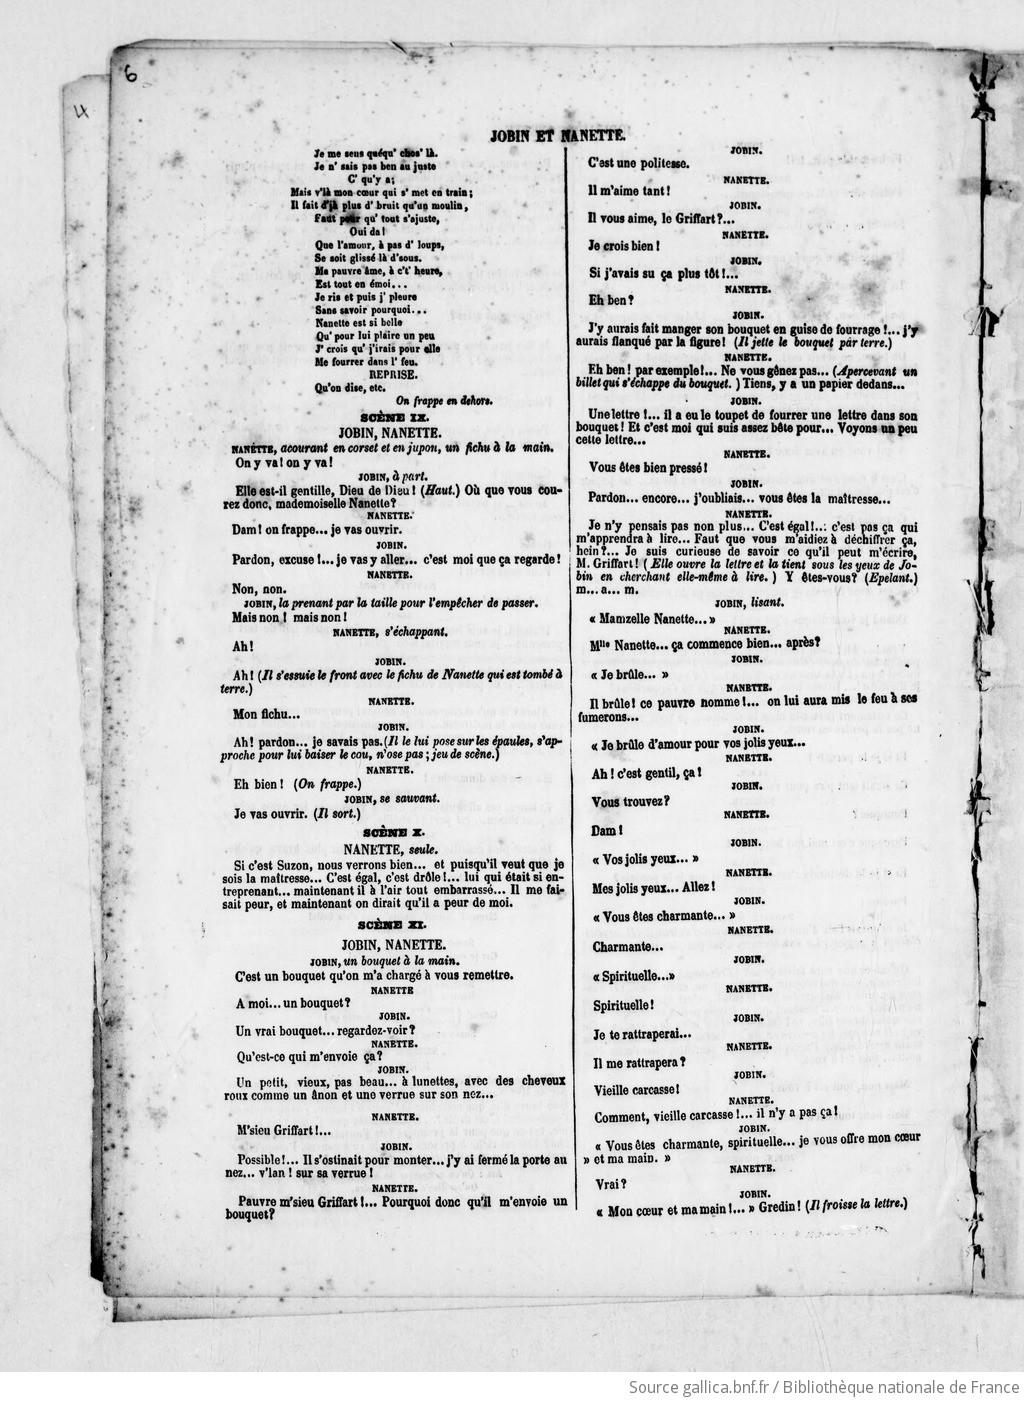 6
4
JOBIN ET NANETTE.
Je me sens quéqu' chos' là.
Je n' sais pas ben au juste
C' qu'y a;
Mais v'là mon cœur qui s' met en train;
Il fait d'jà plus d' bruit qu'un moulin,
Faut pour qu' tout s'ajuste,
Oui da!
Que l'amour, à pas d' loups,
Se soit glissé là d'sous.
Ma pauvre âme, à c't' heure,
Est tout en émoi...
Je ris et puis j' pleure
Sans savoir pourquoi...
Nanette est si belle
Qu' pour lui plaire un peu
J' crois qu' j'irais pour elle
Me fourrer dans l' feu.
REPRISE.
Qu'on dise, etc.
On frappe en dehors.
SCÈNE IX.
JOBIN, NANETTE.
NANETTE, acourant en corset et en jupon, un fichu à la main.
On y va! on y va!
JOBIN, à part.
Elle est-il gentille, Dieu de Dieu! (Haut.) Où que vous cou-
rez donc, mademoiselle Nanette?
NANETTE.
Dam! on frappe... je vas ouvrir.
JOBIN.
Pardon, excuse!... je vas y aller... c'est moi que ça regarde!
NANETTE.
Non, non.
JOBIN, la prenant par la taille pour l'empêcher de passer.
Mais non! mais non!
NANETTE, s'échappant.
Ah!
JOBIN.
Ah! (Il s'essuie le front avec le fichu de Nanette qui est tombé à
terre.)
NANETTE.
Mon fichu...
JOBIN.
Ah! pardon... je savais pas. (Il le lui pose sur les épaules, s'ap-
proche pour lui baiser le cou, n'ose pas; jeu de scène.)
NANETTE.
Eh bien! (On frappe.)
JOBIN, se sauvant.
Je vas ouvrir. (Il sort.)
SCÈNE X.
NANETTE, seule.
Si c'est Suzon, nous verrons bien... et puisqu'il veut que je
sois la maîtresse... C'est égal, c'est drôle!... lui qui était si en-
treprenant... maintenant il à l'air tout embarrassé... Il me fai-
sait peur, et maintenant on dirait qu'il a peur de moi.
SCÈNE XI.
JOBIN, NANETTE.
JOBIN, un bouquet à la main.
C'est un bouquet qu'on m'a chargé à vous remettre.
NANETTE
A moi... un bouquet?
JOBIN.
Un vrai bouquet... regardez-voir?
NANETTE.
Qu'est-ce qui m'envoie ça?
JOBIN.
Un petit, vieux, pas beau... à lunettes, avec des cheveux
roux comme un ânon et une verrue sur son nez...
NANETTE.
M'sieu Griffart!...
JOBIN.
Possible!... Il s'ostinait pour monter... j'y ai fermé la porte au
nez... v'lan! sur sa verrue!
NANETTE.
Pauvre m'sieu Griffart!... Pourquoi donc qu'il m'envoie un
bouquet?
JOBIN.
C'est une politesse.
NANETTE.
Il m'aime tant!
JOBIN.
Il vous aime, le Griffart?...
NANETTE.
Je crois bien!
JOBIN.
Si j'avais su ça plus tôt!...
NANETTE.
Eh ben?
JOBIN.
J'y aurais fait manger son bouquet en guise de fourrage!... j'y
aurais flanqué par la figure! (Il jette le bouquet par terre.)
NANETTE.
Eh ben! par exemple!... Ne vous gênez pas... (Apercevant un
billet qui s'échappe du bouquet.) Tiens, y a un papier dedans...
JOBIN.
Une lettre!... il a eu le toupet de fourrer une lettre dans son
bouquet! Et c'est moi qui suis assez bête pour... Voyons un peu
cette lettre...
NANETTE.
Vous êtes bien pressé!
JOBIN.
Pardon... encore... j'oubliais... vous êtes la maîtresse...
NANETTE.
Je n'y pensais pas non plus... C'est égal!..: c'est pas ça qui
m'apprendra à lire... Faut que vous m'aidiez à déchiffrer ça,
hein?... Je suis curieuse de savoir ce qu'il peut m'écrire,
M. Griffart! (Elle ouvre la lettre et la tient sous les yeux de Jo-
bin en cherchant elle-même à lire.) Y êtes-vous? (Epelant.)
m... a... m.
JOBIN, lisant.
« Mamzelle Nanette... »
NANETTE.
Mlle Nanette... ça commence bien... après?
JOBIN.
« Je brûle... »
NANETTE.
Il brûle! ce pauvre homme!... on lui aura mis le feu à ses
fumerons...
JOBIN.
« Je brûle d'amour pour vos jolis yeux...
NANETTE.
Ah! c'est gentil, ça!
JOBIN.
Vous trouvez?
NANETTE.
Dam!
JOBIN.
« Vos jolis yeux... »
NANETTE.
Mes jolis yeux... Allez!
JOBIN.
« Vous êtes charmante... »
NANETTE.
Charmante...
JOBIN.
« Spirituelle...»
NANETTE.
Spirituelle!
JOBIN.
Je te rattraperai...
NANETTE.
Il me rattrapera?
JOBIN.
Vieille carcasse!
NANETTE.
Comment, vieille carcasse!... il n'y a pas ça!
JOBIN.
« Vous êtes charmante, spirituelle... je vous offre mon cœur
» et ma main. »
NANETTE.
Vrai?
JOBIN.
« Mon cœur et ma main!... » Gredin! (Il froisse la lettre.)
Source gallica.bnf.fr / Bibliothèque nationale de France